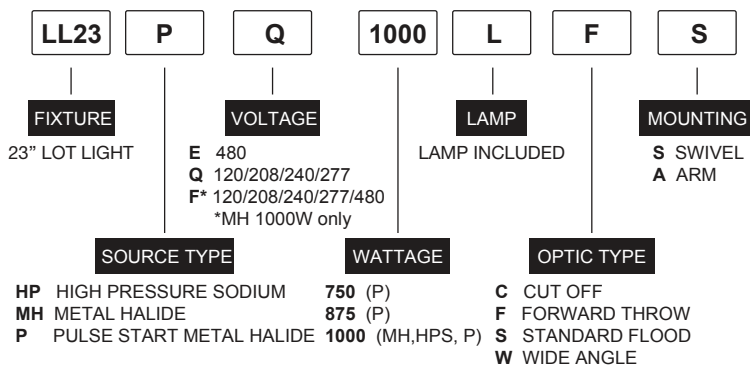 LL23 P Q 1000 L F S
FIXTURE VOLTAGE LAMP MOUNTING
23” LOT LIGHT
E 480
Q 120/208/240/277
F* 120/208/240/277/480
*MH 1000W only
LAMP INCLUDED
S SWIVEL
A ARM
SOURCE TYPE WATTAGE OPTIC TYPE
HP HIGH PRESSURE SODIUM
MH METAL HALIDE
P PULSE START METAL HALIDE
750 (P)
875 (P)
1000 (MH,HPS, P)
C CUT OFF
F FORWARD THROW
S STANDARD FLOOD
W WIDE ANGLE